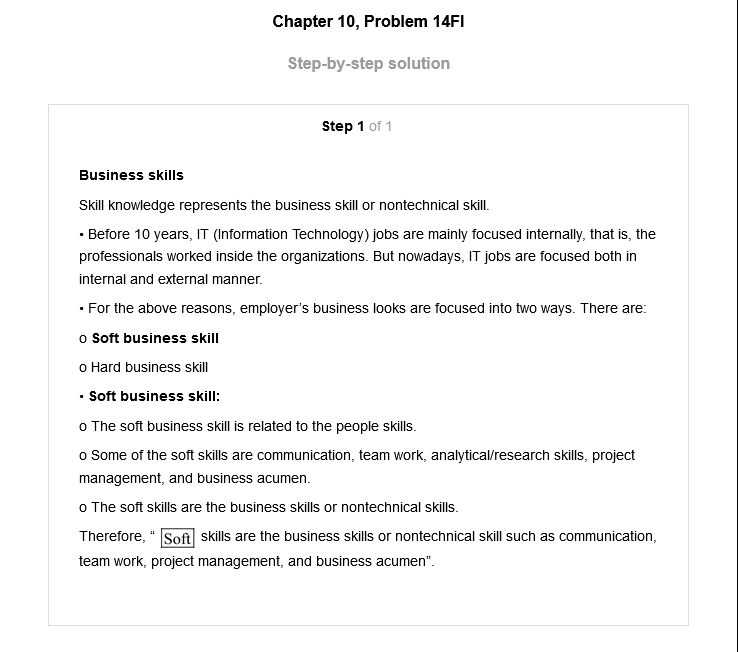 Chapter 10, Problem 14FI
Step-by-step solution
Step 1 of 1
Business skills
Skill knowledge represents the business skill or nontechnical skill.
• Before 10 years, IT (Information Technology) jobs are mainly focused internally, that is, the
professionals worked inside the organizations. But nowadays, IT jobs are focused both in
internal and external manner.
• For the above reasons, employer's business looks are focused into two ways. There are:
o Soft business skill
o Hard business skill
• Soft business skill:
o The soft business skill is related to the people skills.
o Some of the soft skills are communication, team work, analytical/research skills, project
management, and business acumen.
o The soft skills are the business skills or nontechnical skills.
Therefore, “ Soft skills are the business skills or nontechnical skill such as communication,
team work, project management, and business acumen”.